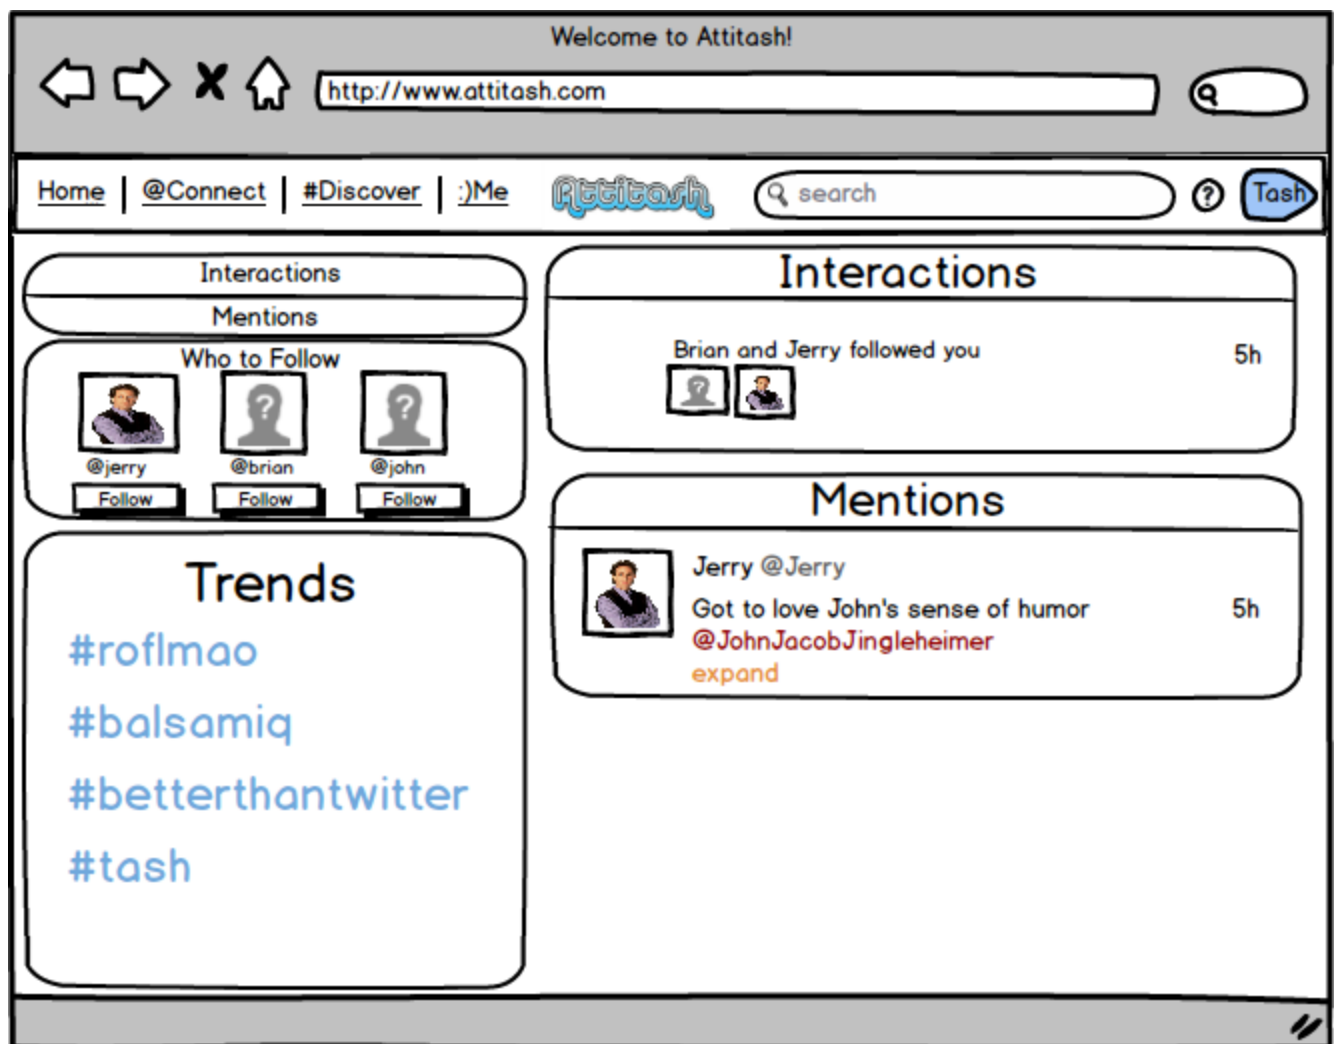 Welcome to Attitash!
http://www.attitash.com
Home | @Connect | #Discover | :)Me
Attitash
search
?
Tash
Interactions
Mentions
Who to Follow
@jerry @brian @john
Follow Follow Follow
Trends
#roflmao
#balsamiq
#betterthantwitter
#tash
Interactions
Brian and Jerry followed you 5h
Mentions
Jerry @Jerry
Got to love John's sense of humor 5h
@JohnJacobJingleheimer
expand